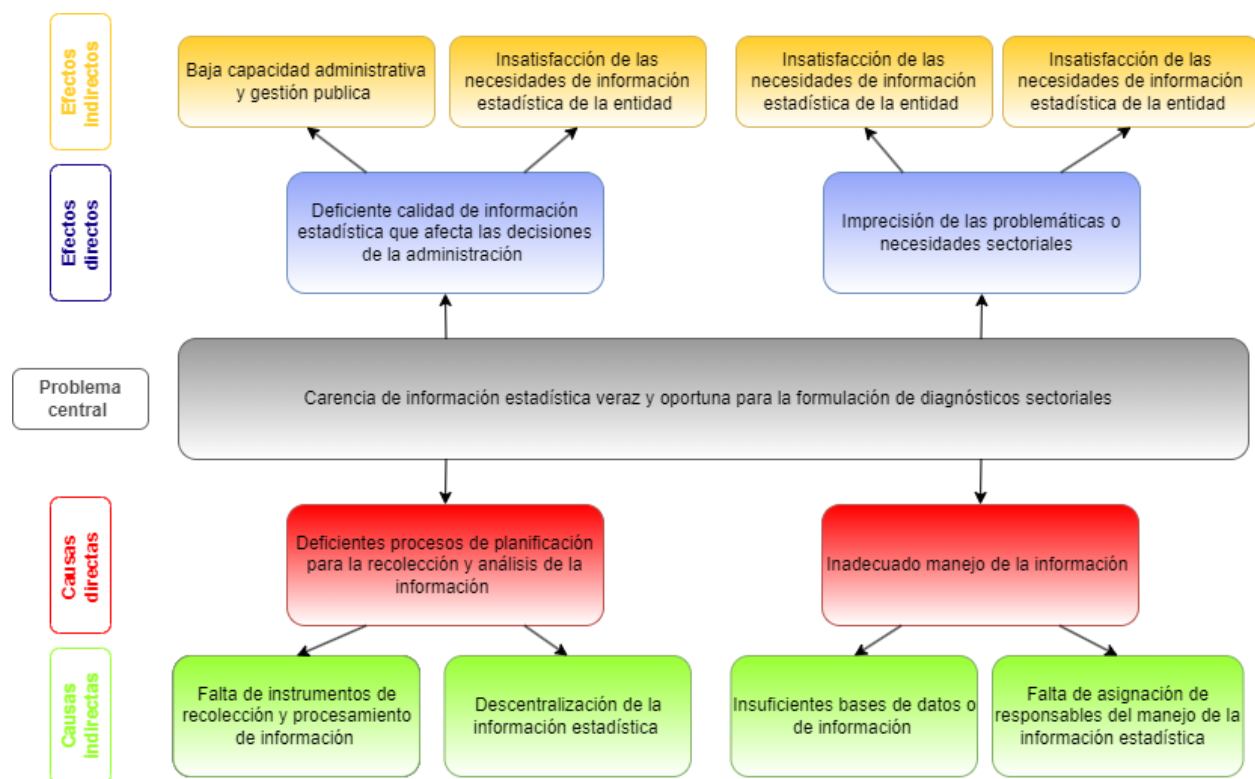 Efectos
indirectos
Baja capacidad administrativa
y gestión publica
Insatisfacción de las
necesidades de información
estadística de la entidad
Insatisfacción de las
necesidades de información
estadística de la entidad
Insatisfacción de las
necesidades de información
estadística de la entidad
Efectos
directos
Deficiente calidad de información
estadística que afecta las decisiones
de la administración
Imprecisión de las problemáticas o
necesidades sectoriales
Problema
central
Carencia de información estadística veraz y oportuna para la formulación de diagnósticos sectoriales
Causas
directas
Deficientes procesos de planificación
para la recolección y análisis de la
información
Inadecuado manejo de la información
Causas
indirectas
Falta de instrumentos de
recolección y procesamiento
de información
Descentralización de la
información estadística
Insuficientes bases de datos o
de información
Falta de asignación de
responsables del manejo de la
información estadística